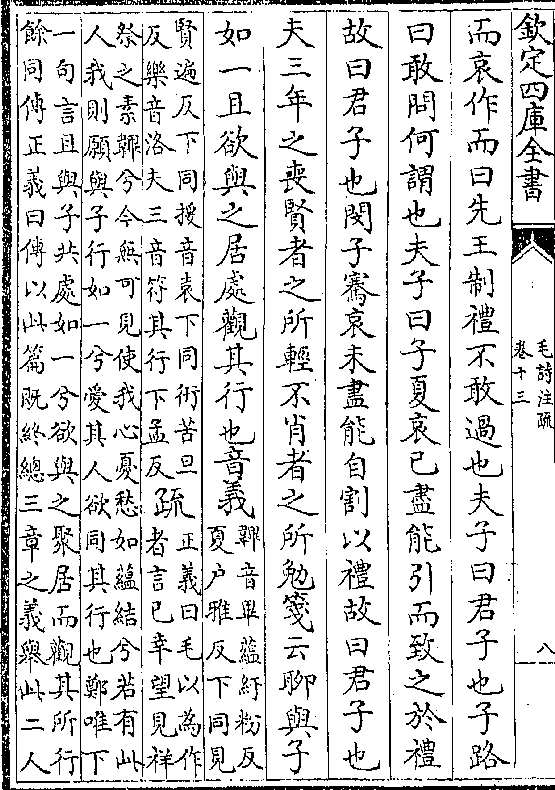 欽定四庫全書
毛詩注疏
卷十三
八
而哀作而曰先王制禮不敢過也夫子曰君子也子路
曰敢問何謂也夫子曰子夏哀已盡能引而致之於禮
故曰君子也閔子騫哀未盡能自割以禮故曰君子也
夫三年之喪賢者之所輕不肖者之所勉箋云聊與子
如一且欲與之居處觀其行也音義
韠音畢藴紆粉反
夏户雅反下同見
賢遍反下同援音袁下同衎苦旦
反樂音洛夫三音符其行下孟反
疏
正義曰毛以為作
者言已幸望見祥
祭之素韠兮今無可見使我心憂愁如蘊結兮若有此
人我則願與子行如一兮愛其人欲同其行也鄭唯下
一句言且與子共處如一兮欲與之聚居而觀其所行
餘同傳正義曰傳以此篇既終總三章之義舉此二人